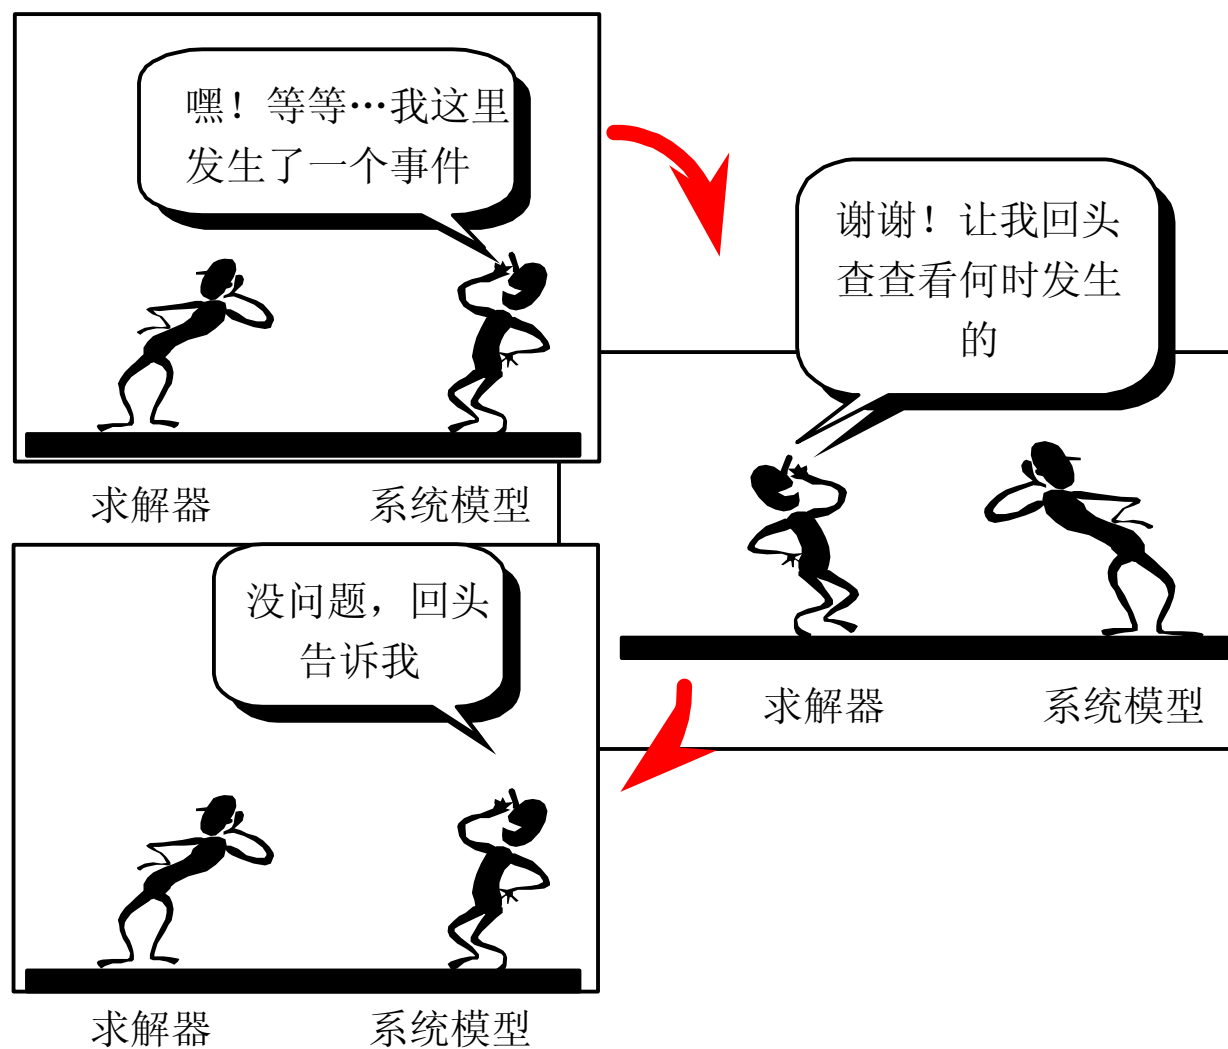 嘿！等等…我这里
发生了一个事件
求解器
系统模型
谢谢！让我回头
查查看何时发生
的
求解器
系统模型
没问题，回头
告诉我
求解器
系统模型